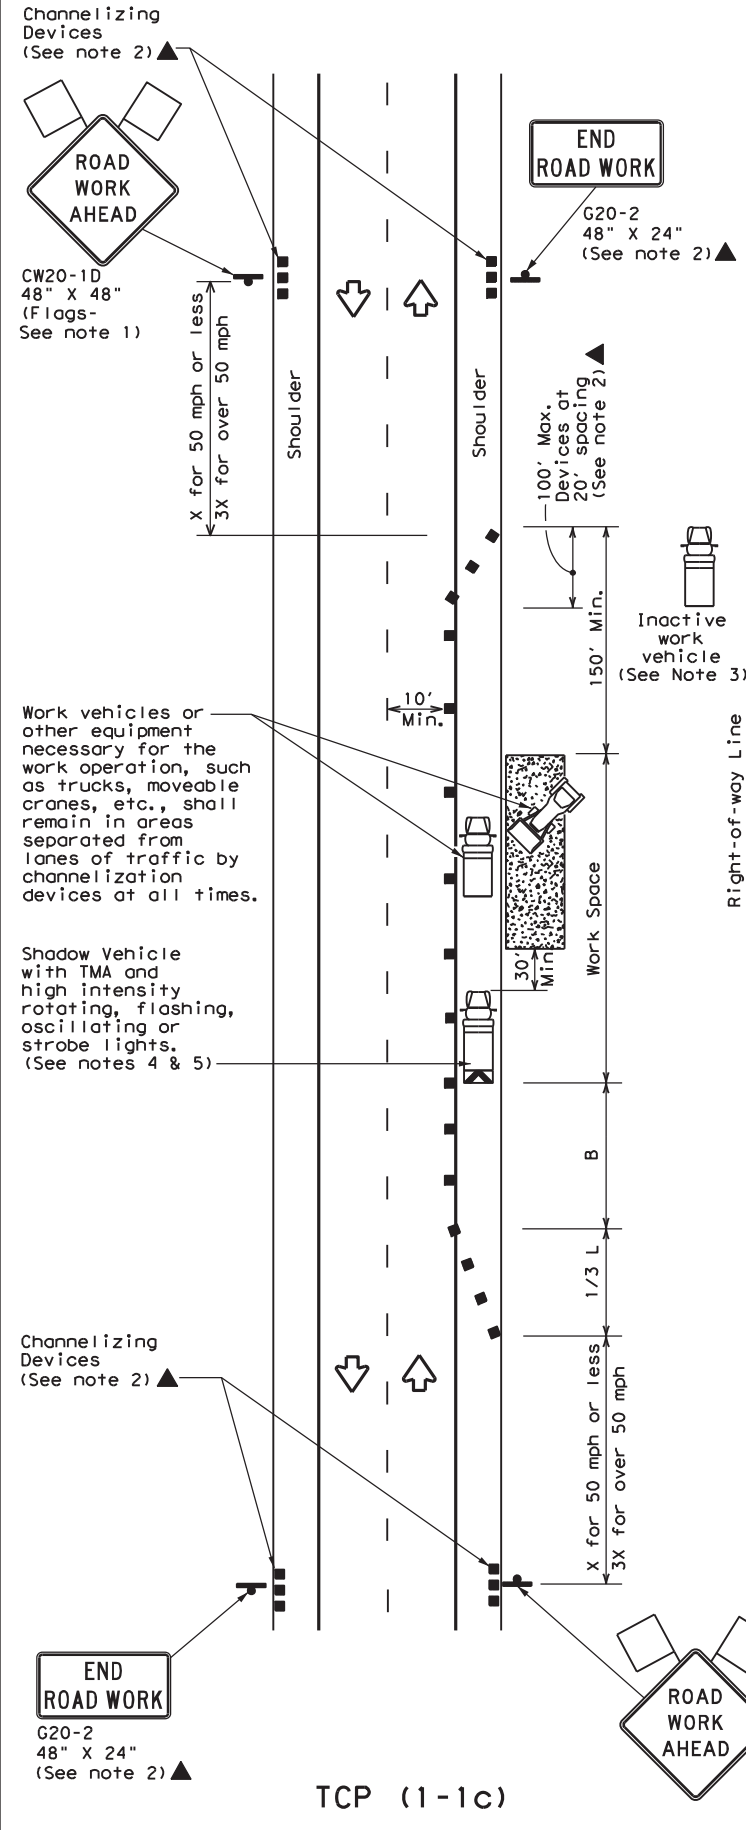 Channelizing
Devices
(See note 2)
ROAD
WORK
AHEAD
CW20-1D
48" X 48"
(Flags-
See note 1)
END
ROAD WORK
G20-2
48" X 24"
(See note 2)
X for 50 mph or less
3X for over 50 mph
Shoulder
Shoulder
100' Max.
Devices at
20' spacing
(See note 2)
150' Min.
Inactive
work
vehicle
(See Note 3)
10'
Min.
Right-of-way Line
Work vehicles or
other equipment
necessary for the
work operation, such
as trucks, moveable
cranes, etc., shall
remain in areas
separated from
lanes of traffic by
channelization
devices at all times.
Work Space
30'
Min
Shadow Vehicle
with TMA and
high intensity
rotating, flashing,
oscillating or
strobe lights.
(See notes 4 & 5)
B
1/3 L
Channelizing
Devices
(See note 2)
X for 50 mph or less
3X for over 50 mph
END
ROAD WORK
G20-2
48" X 24"
(See note 2)
ROAD
WORK
AHEAD
TCP (1-1c)